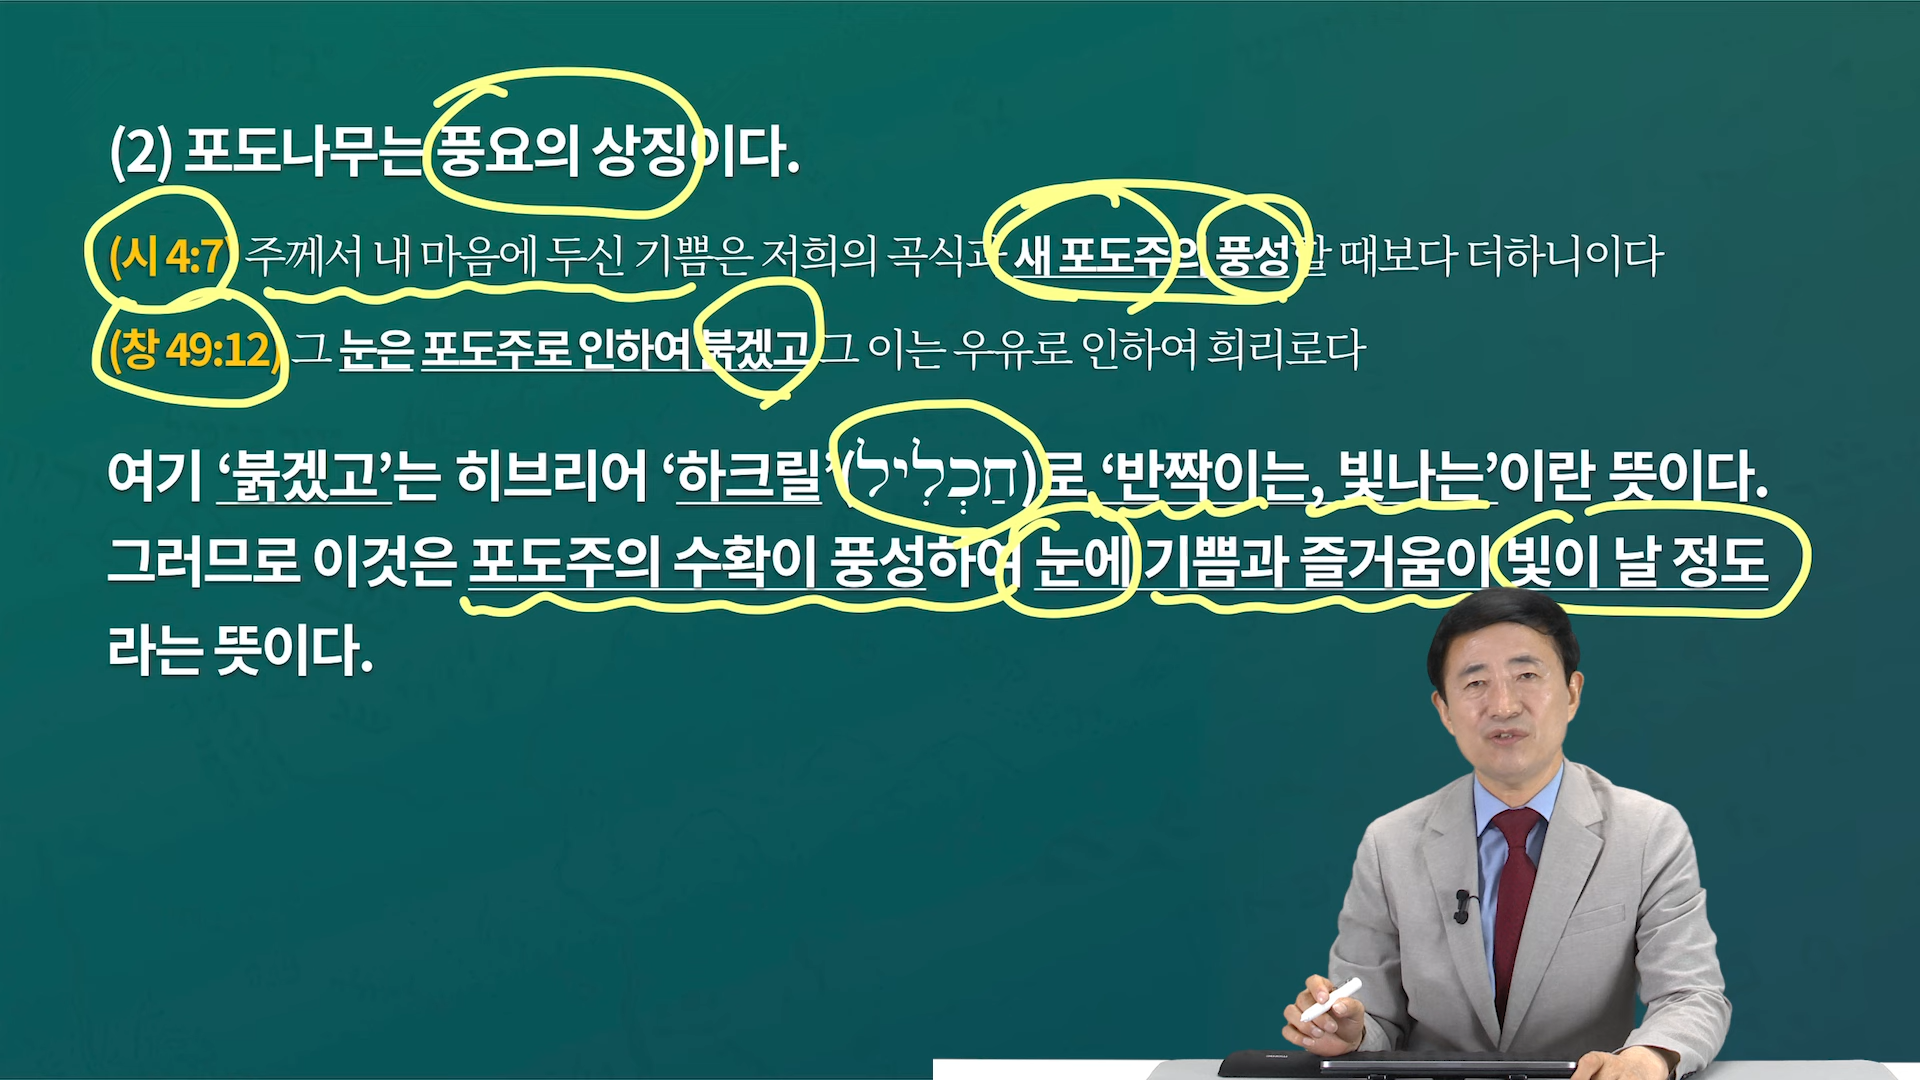 (2) 포도나무는 풍요의 상징이다.
(시 4:7) 주께서 내 마음에 두신 기쁨은 저희의 곡식과 새 포도주의 풍성할 때보다 더하니이다
(창 49:12) 그 눈은 포도주로 인하여 붉겠고 그 이는 우유로 인하여 희리로다
여기 ‘붉겠고’는 히브리어 ‘하크릴’(חַכְלִיל)로 ‘반짝이는, 빛나는’이란 뜻이다.
그러므로 이것은 포도주의 수확이 풍성하여 눈에 기쁨과 즐거움이 빛이 날 정도
라는 뜻이다.